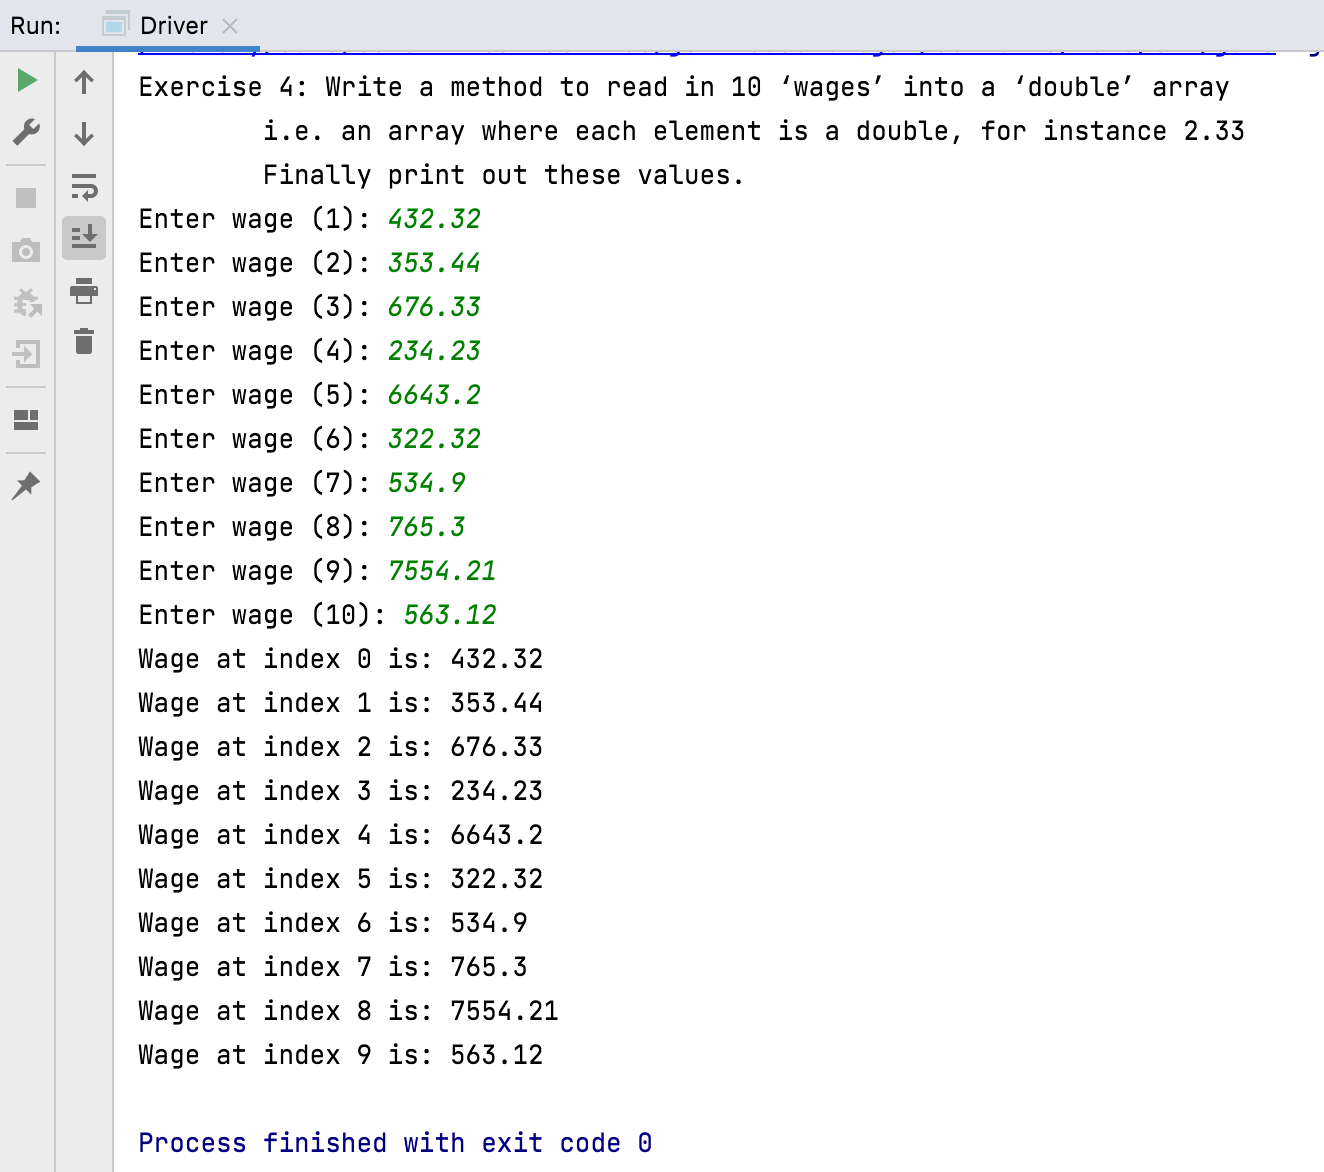 Run: Driver
Exercise 4: Write a method to read in 10 ‘wages’ into a ‘double’ array
i.e. an array where each element is a double, for instance 2.33
Finally print out these values.
Enter wage (1): 432.32
Enter wage (2): 353.44
Enter wage (3): 676.33
Enter wage (4): 234.23
Enter wage (5): 6643.2
Enter wage (6): 322.32
Enter wage (7): 534.9
Enter wage (8): 765.3
Enter wage (9): 7554.21
Enter wage (10): 563.12
Wage at index 0 is: 432.32
Wage at index 1 is: 353.44
Wage at index 2 is: 676.33
Wage at index 3 is: 234.23
Wage at index 4 is: 6643.2
Wage at index 5 is: 322.32
Wage at index 6 is: 534.9
Wage at index 7 is: 765.3
Wage at index 8 is: 7554.21
Wage at index 9 is: 563.12
Process finished with exit code 0